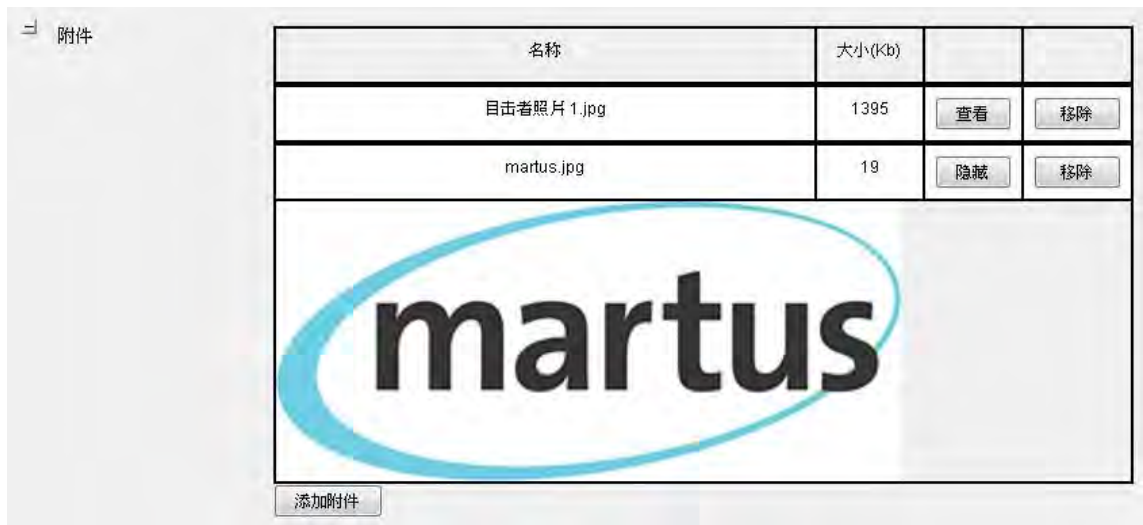 附件
名称 大小(Kb)
目击者照片1.jpg 1395 查看 移除
martus.jpg 19 隐藏 移除
martus
添加附件